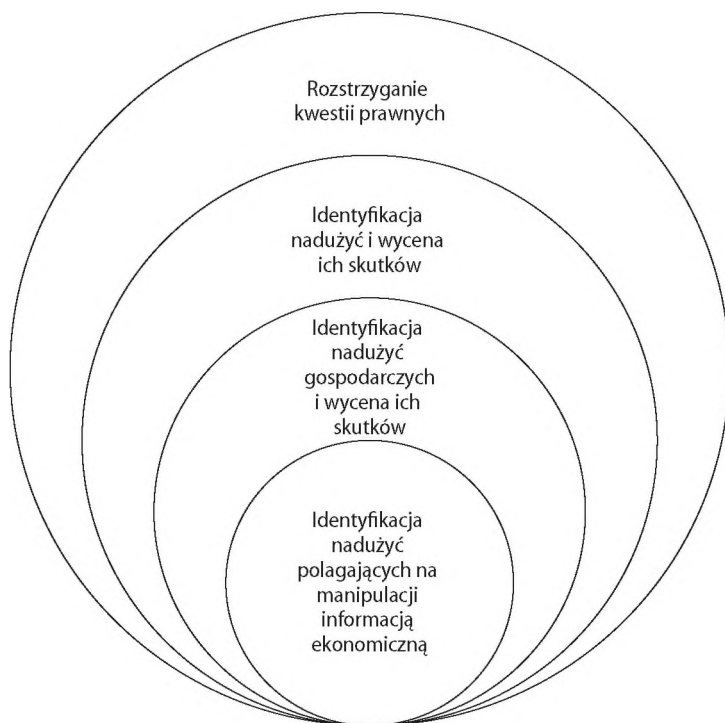 Rozstrzyganie
kwestii prawnych
Identyfikacja
nadużyć i wycena
ich skutków
Identyfikacja
nadużyć
gospodarczych
i wycena ich
skutków
Identyfikacja
nadużyć
polagających na
manipulacji
informacją
ekonomiczną